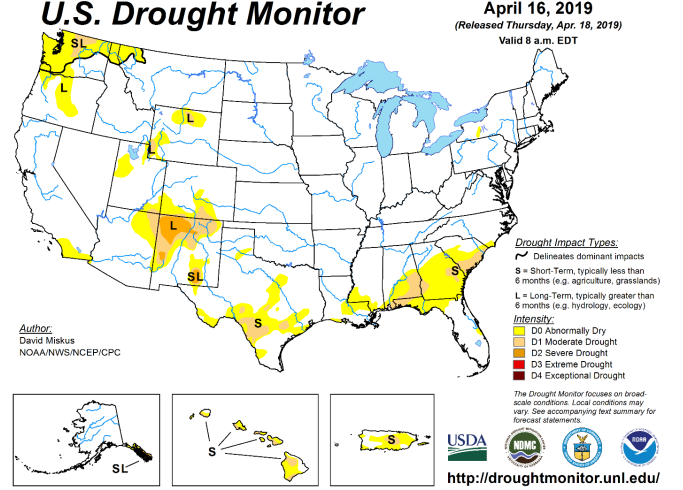 U.S. Drought Monitor
April 16, 2019
(Released Thursday, Apr. 18, 2019)
Valid 8 a.m. EDT
SL
L
L
L
L
SL
S
S
Drought Impact Types:
Delineates dominant impacts
S = Short-Term, typically less than
6 months (e.g. agriculture, grasslands)
L = Long-Term, typically greater than
6 months (e.g. hydrology, ecology)
Intensity:
D0 Abnormally Dry
D1 Moderate Drought
D2 Severe Drought
D3 Extreme Drought
D4 Exceptional Drought
Author:
David Miskus
NOAA/NWS/NCEP/CPC
The Drought Monitor focuses on broad-
scale conditions. Local conditions may
vary. See accompanying text summary for
forecast statements.
SL
S
S
USDA
NDMC
NOAA
http://droughtmonitor.unl.edu/